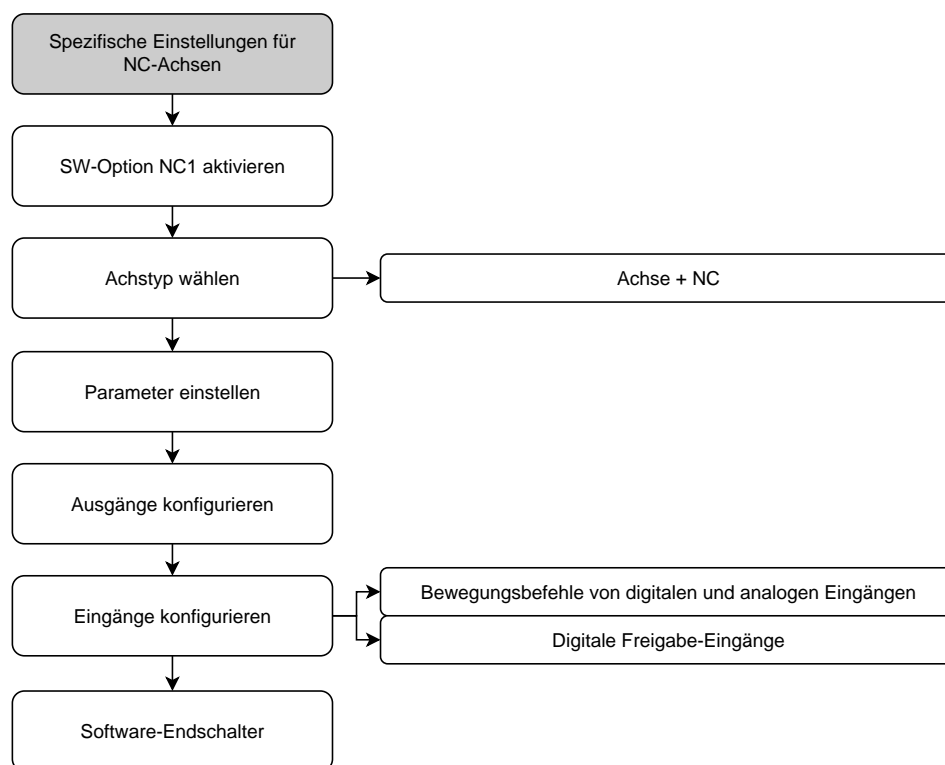 Spezifische Einstellungen für
NC-Achsen
SW-Option NC1 aktivieren
Achstyp wählen
Achse + NC
Parameter einstellen
Ausgänge konfigurieren
Eingänge konfigurieren
Bewegungsbefehle von digitalen und analogen Eingängen
Digitale Freigabe-Eingänge
Software-Endschalter